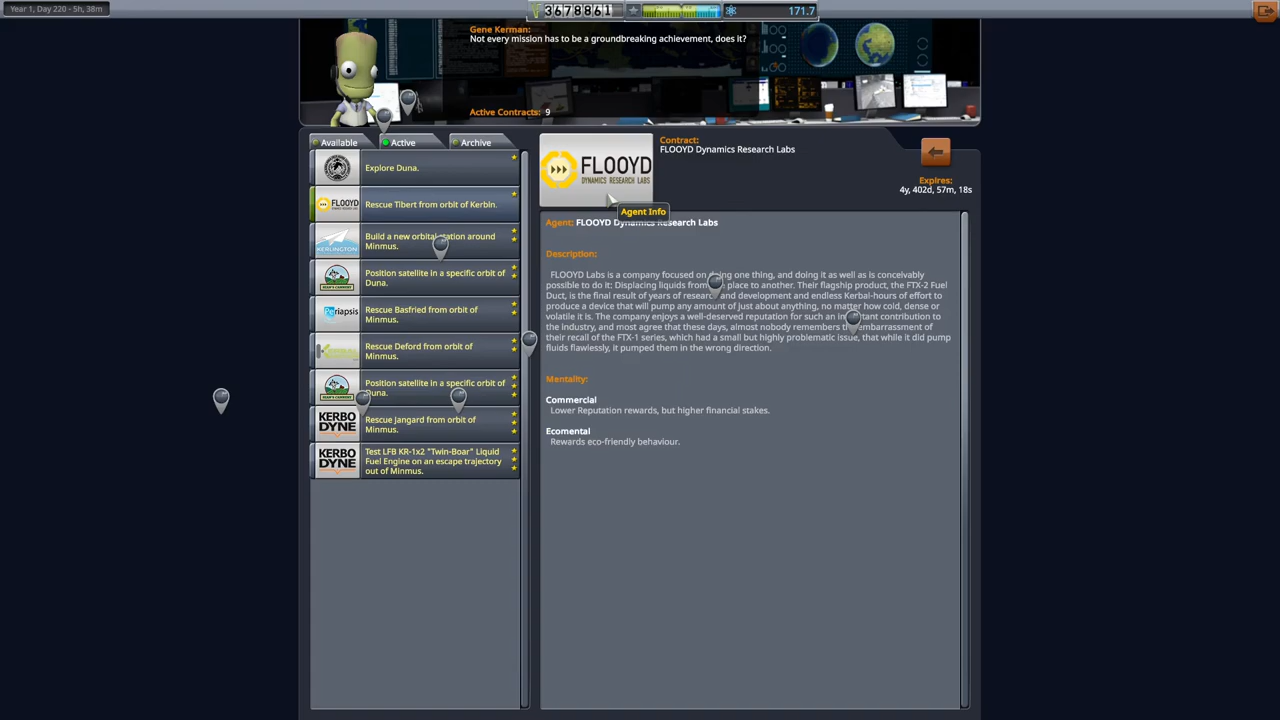 Year 1, Day 220 - 5h, 38m
3678861
171.7
Gene Kerman:
Not every mission has to be a groundbreaking achievement, does it?
Active Contracts: 9
Available
Active
Archive
Explore Duna.
FLOOYD
Rescue Tibert from orbit of Kerbin.
KERLINGTON
Build a new orbital station around
Minmus.
Position satellite in a specific orbit of
Duna.
Periapsis
Rescue Basfried from orbit of
Minmus.
Rescue Deford from orbit of
Minmus.
Position satellite in a specific orbit of
Duna.
KERBO
DYNE
Rescue Jangard from orbit of
Minmus.
KERBO
DYNE
Test LFB KR-1x2 "Twin-Boar" Liquid
Fuel Engine on an escape trajectory
out of Minmus.
FLOOYD
DYNAMICS RESEARCH LABS
Contract:
FLOOYD Dynamics Research Labs
Expires:
4y, 402d, 57m, 18s
Agent Info
Agent: FLOOYD Dynamics Research Labs
Description:
FLOOYD Labs is a company focused on doing one thing, and doing it as well as is conceivably
possible to do it: Displacing liquids from place to another. Their flagship product, the FTX-2 Fuel
Duct, is the final result of years of research and development and endless Kerbal-hours of effort to
produce a device that will pump any amount of just about anything, no matter how cold, dense or
volatile it is. The company enjoys a well-deserved reputation for such an important contribution to
the industry, and most agree that these days, almost nobody remembers the embarrassment of
their recall of the FTX-1 series, which had a small but highly problematic issue, that while it did pump
fluids flawlessly, it pumped them in the wrong direction.
Mentality:
Commercial
Lower Reputation rewards, but higher financial stakes.
Ecomental
Rewards eco-friendly behaviour.